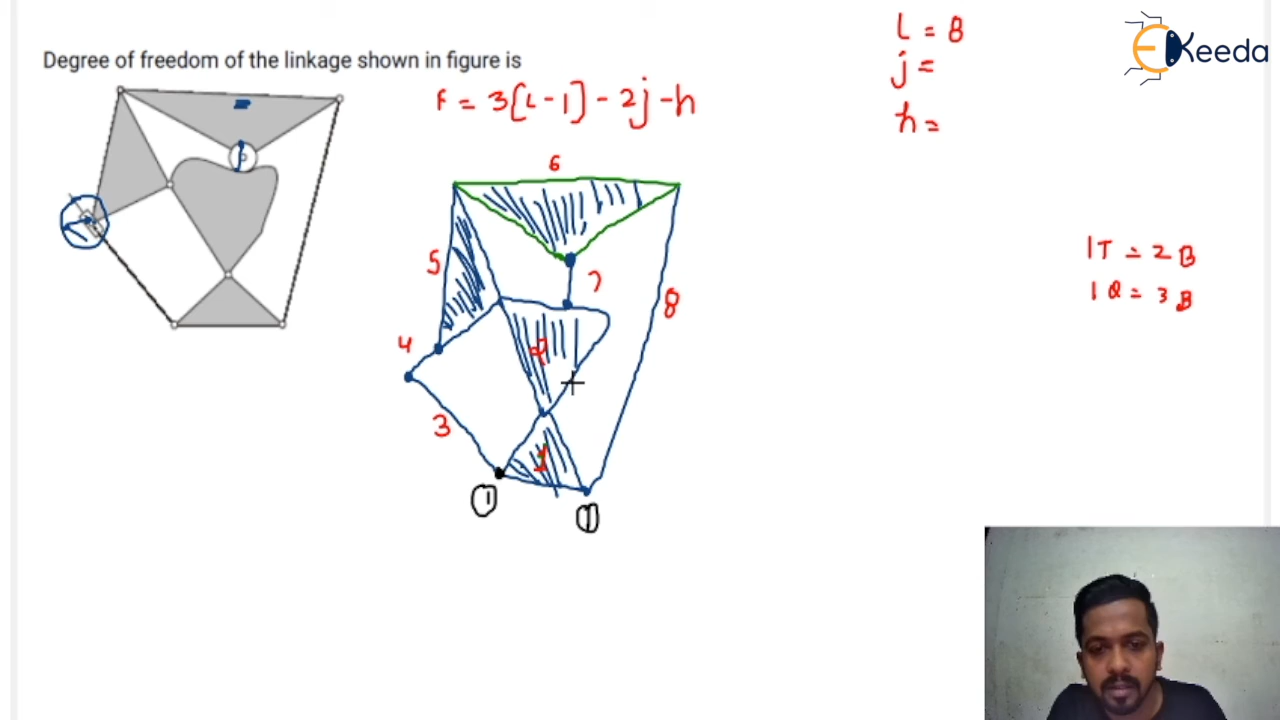 Degree of freedom of the linkage shown in figure is
F = 3[L-1] - 2j - h
L = 8
j =
h =
EKeeda
1T = 2B
1Q = 3B
6
5
7
8
4
2
3
1
1
1